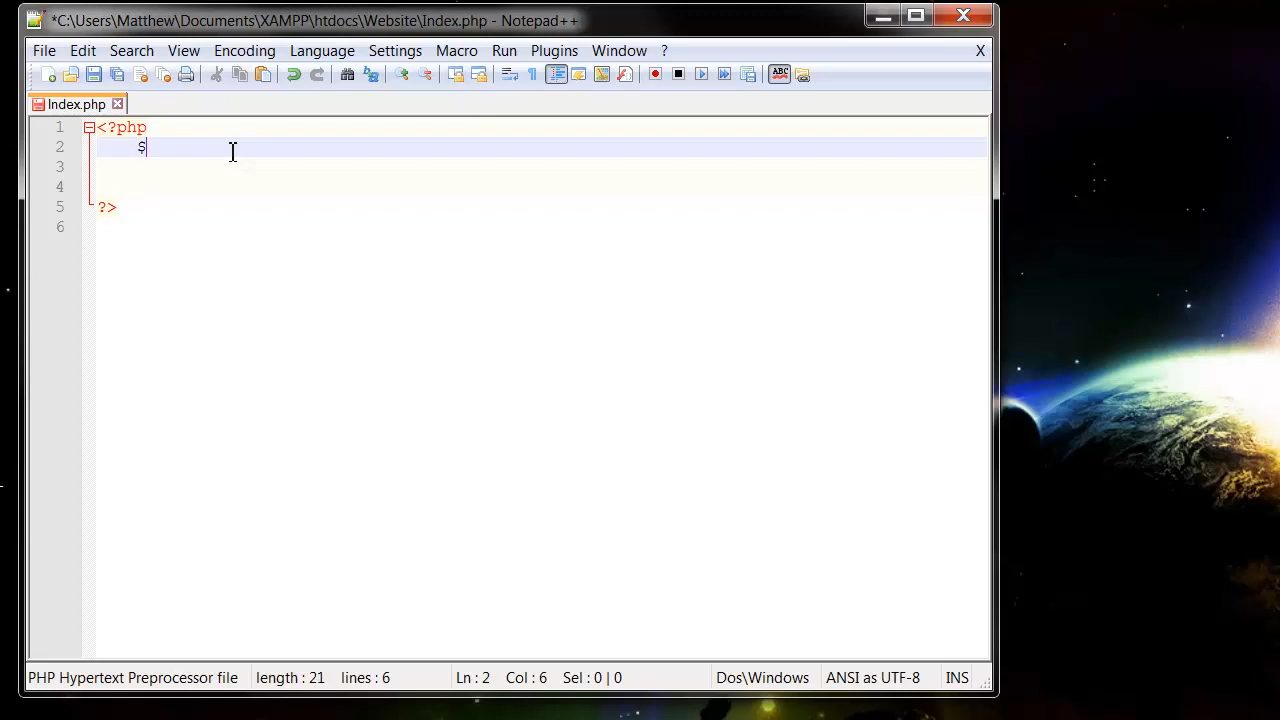 *C:\Users\Matthew\Documents\XAMPP\htdocs\Website\Index.php - Notepad++
File Edit Search View Encoding Language Settings Macro Run Plugins Window ? X
Index.php
1 <?php
2 $
3
4
5 ?>
6
PHP Hypertext Preprocessor file length : 21 lines : 6 Ln : 2 Col : 6 Sel : 0 | 0 Dos\Windows ANSI as UTF-8 INS